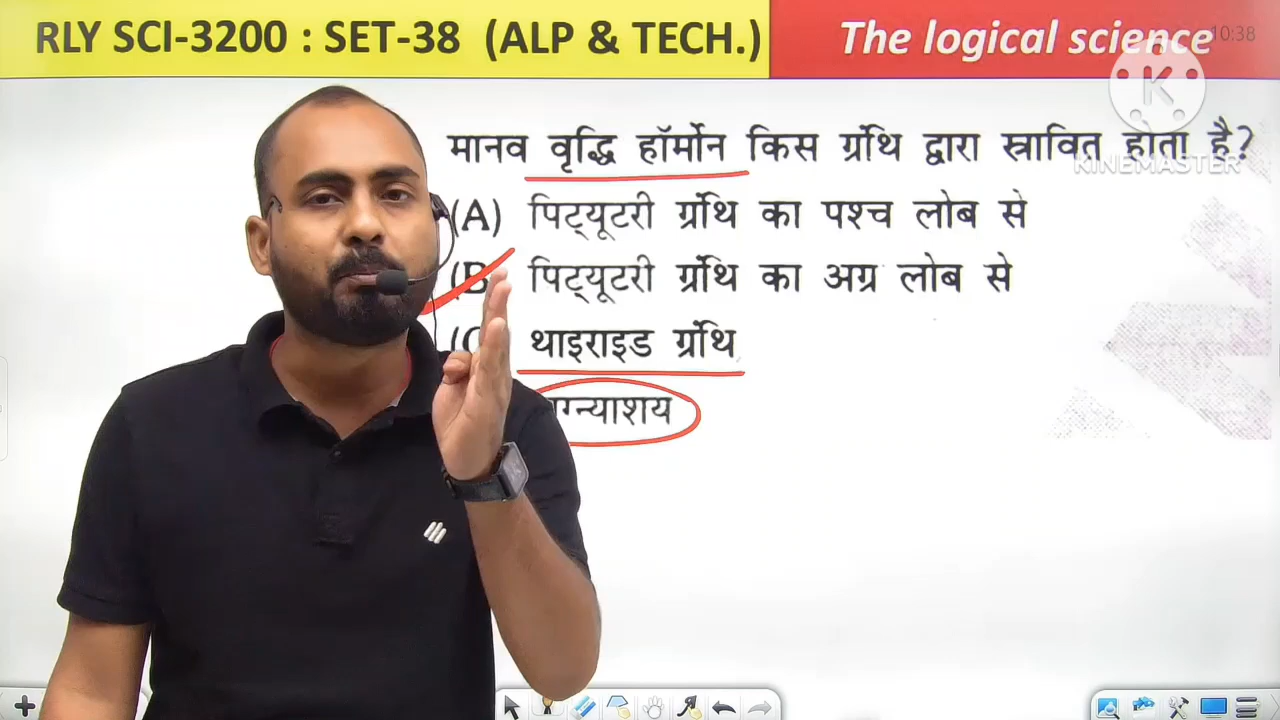 RLY SCI-3200 : SET-38 (ALP & TECH.)
The logical science
10:38
K
KINEMASTER
मानव वृद्धि हॉर्मोन किस ग्रंथि द्वारा स्रावित होता है?
(A) पिट्यूटरी ग्रंथि का पश्च लोब से
(B) पिट्यूटरी ग्रंथि का अग्र लोब से
(C थाइराइड ग्रंथि
ग्न्याशय